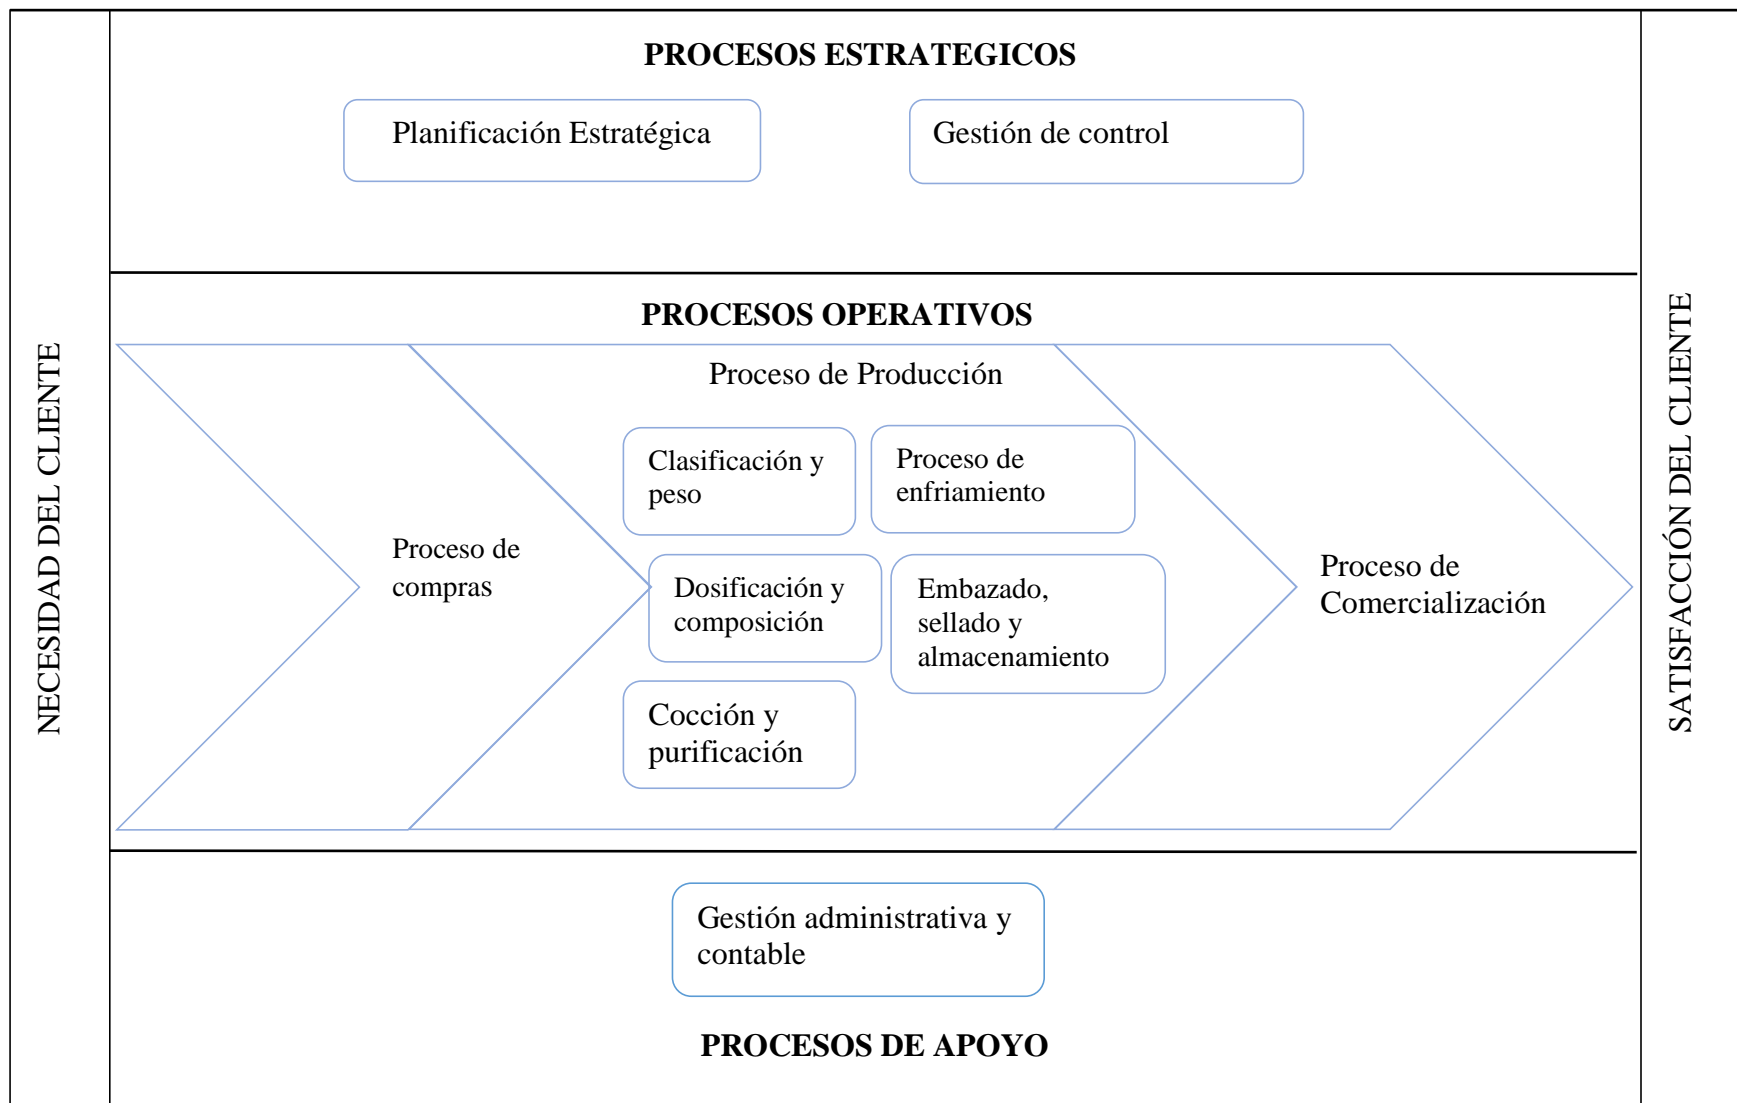 PROCESOS ESTRATEGICOS
Planificación Estratégica
Gestión de control
NECESIDAD DEL CLIENTE
PROCESOS OPERATIVOS
Proceso de
compras
Proceso de Producción
Clasificación y
peso
Dosificación y
composición
Cocción y
purificación
Proceso de
enfriamiento
Embazado,
sellado y
almacenamiento
Proceso de
Comercialización
SATISFACCIÓN DEL CLIENTE
Gestión administrativa y
contable
PROCESOS DE APOYO